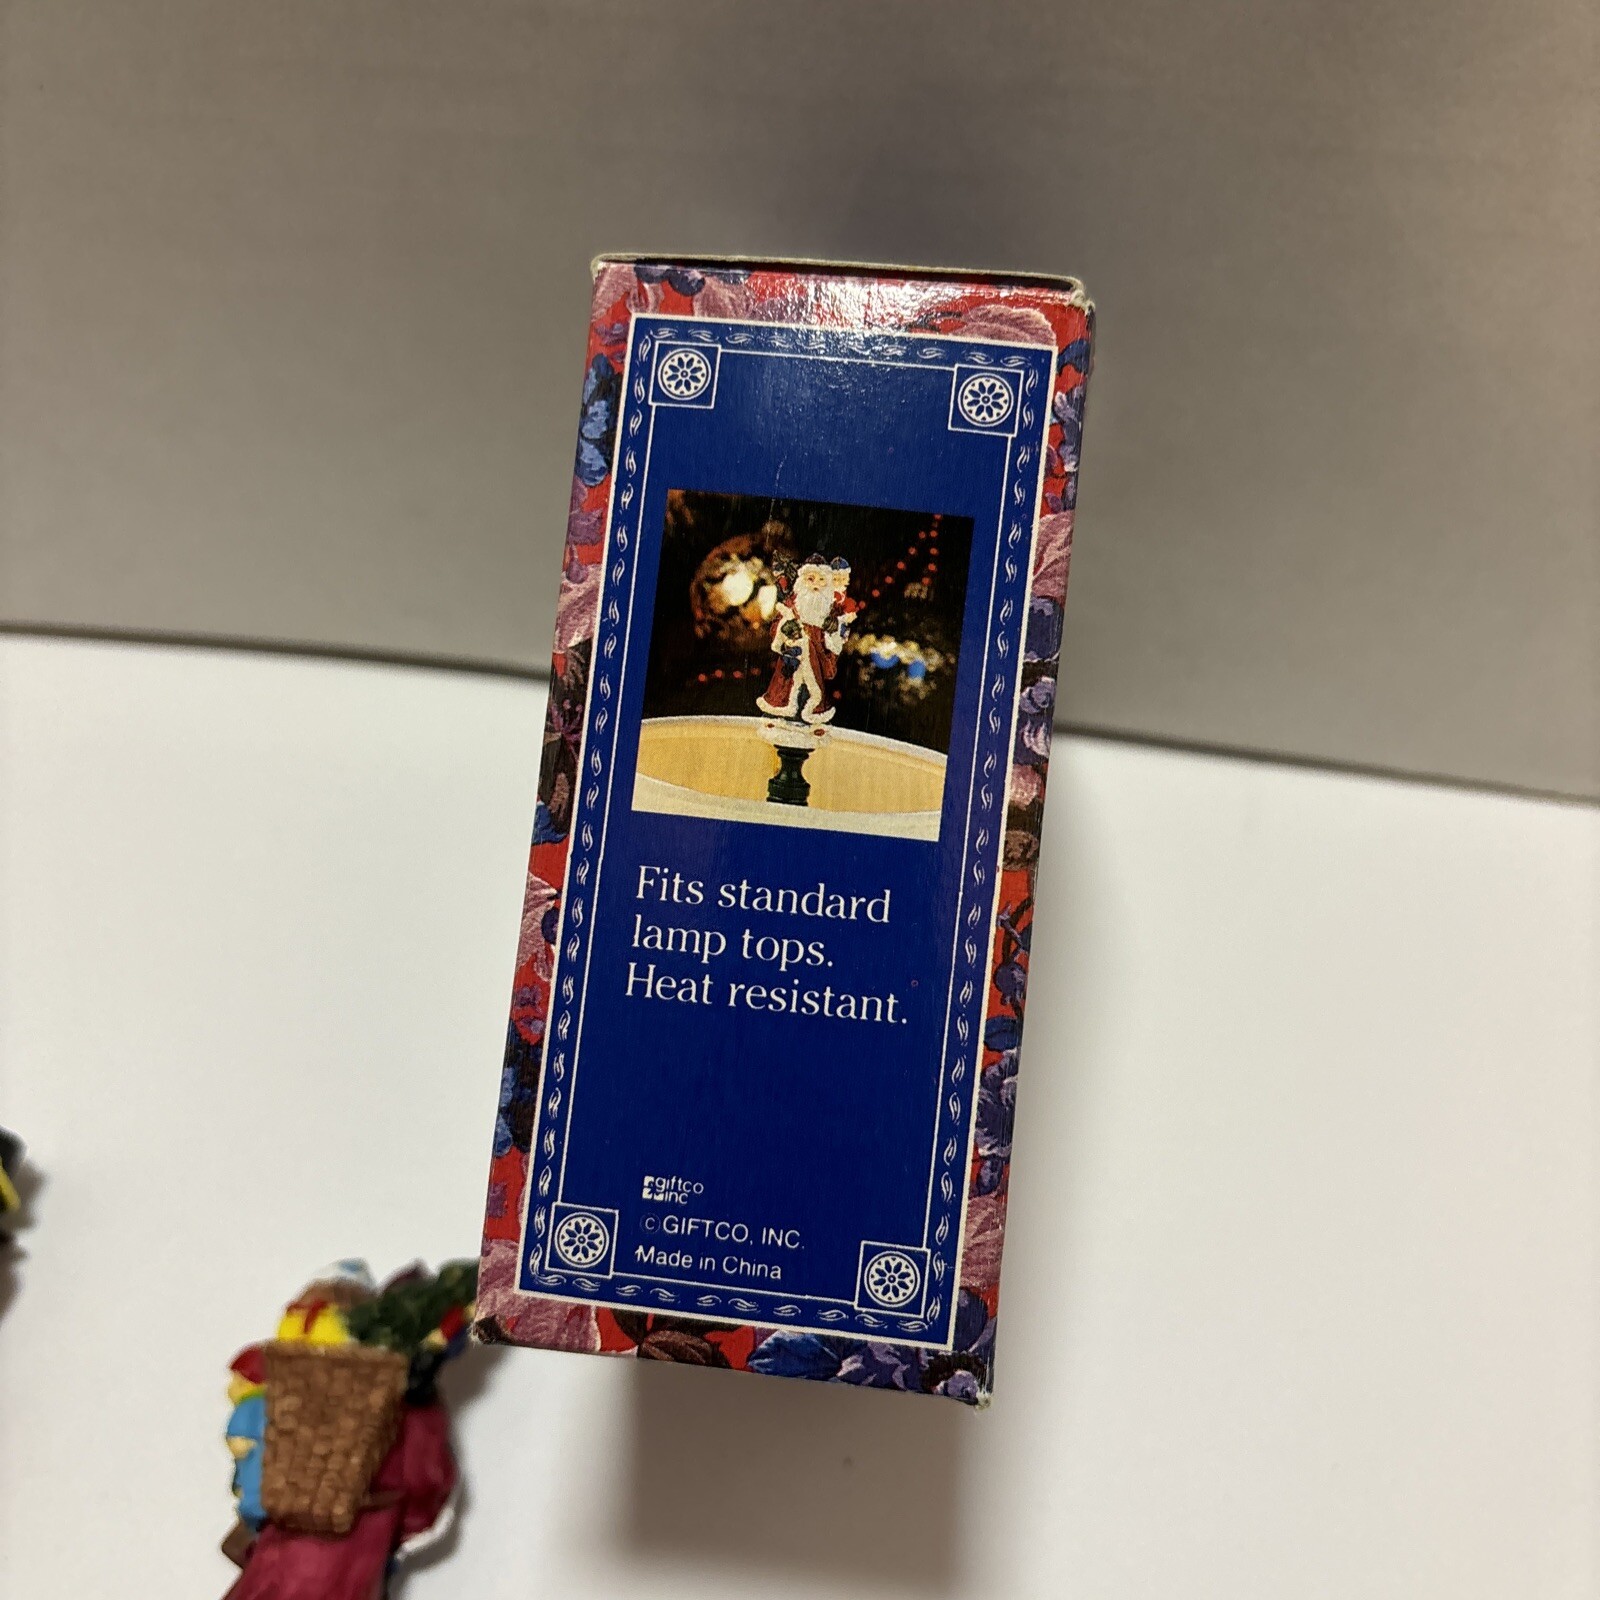 Fits standard
lamp tops.
Heat resistant.
giftco
inc
©GIFTCO, INC.
Made in China